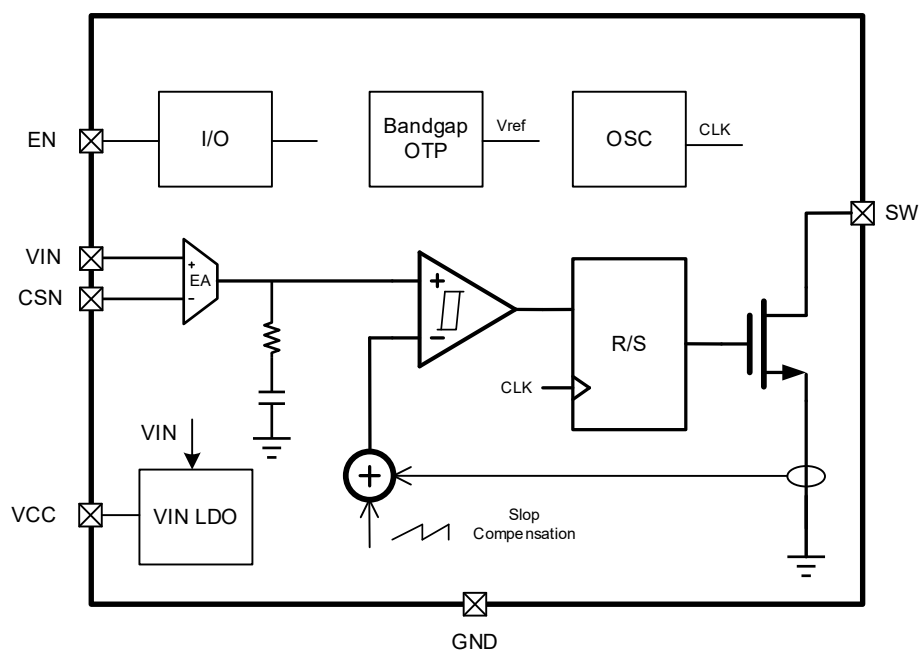 I/O
Bandgap
OTP
Vref
OSC
CLK
EN
SW
VIN
+
EA
-
CSN
+
−
R/S
CLK
VIN
+
VCC
VIN LDO
Slop
Compensation
GND